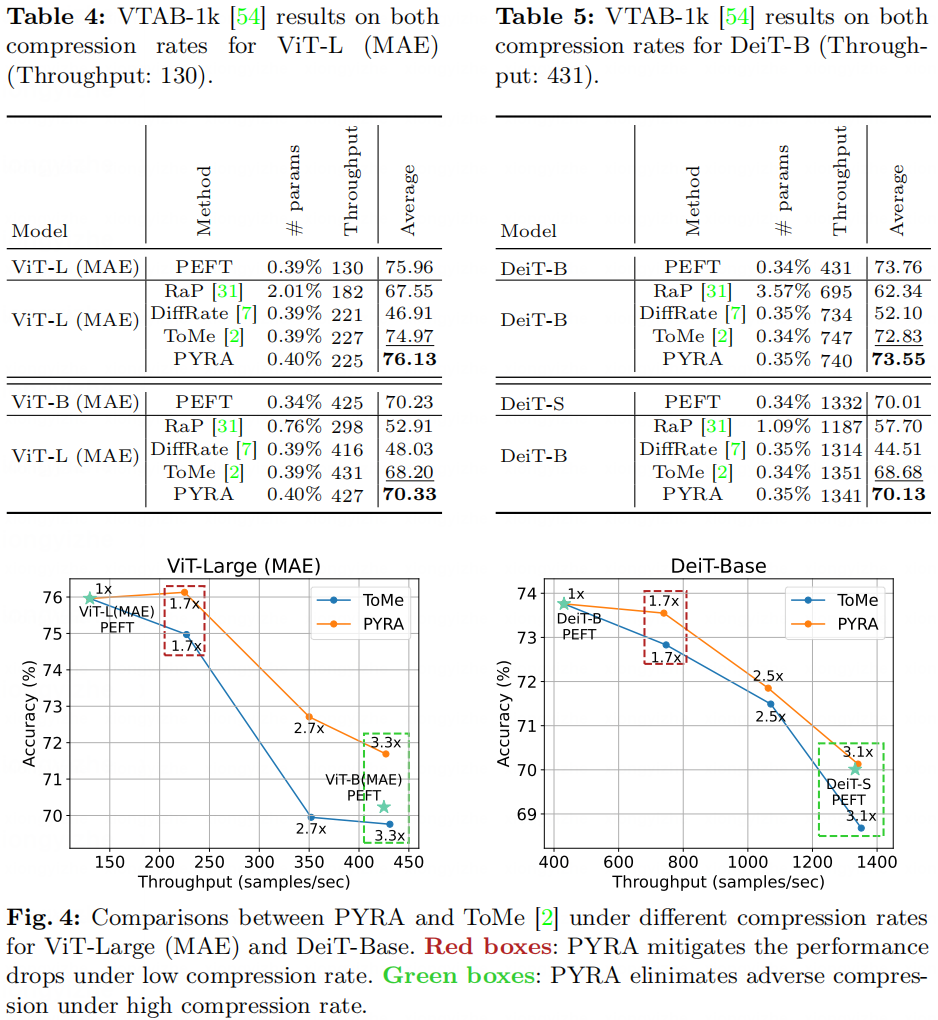 Table 4: VTAB-1k [54] results on both
compression rates for ViT-L (MAE)
(Throughput: 130).
Model Method # params Throughput Average
ViT-L (MAE) PEFT 0.39% 130 75.96
ViT-L (MAE)
RaP [31] 2.01% 182 67.55
DiffRate [7] 0.39% 221 46.91
ToMe [2] 0.39% 227 74.97
PYRA 0.40% 225 76.13
ViT-B (MAE) PEFT 0.34% 425 70.23
ViT-L (MAE)
RaP [31] 0.76% 298 52.91
DiffRate [7] 0.39% 416 48.03
ToMe [2] 0.39% 431 68.20
PYRA 0.40% 427 70.33
Table 5: VTAB-1k [54] results on both
compression rates for DeiT-B (Through-
put: 431).
Model Method # params Throughput Average
DeiT-B PEFT 0.34% 431 73.76
DeiT-B
RaP [31] 3.57% 695 62.34
DiffRate [7] 0.35% 734 52.10
ToMe [2] 0.34% 747 72.83
PYRA 0.35% 740 73.55
DeiT-S PEFT 0.34% 1332 70.01
DeiT-B
RaP [31] 1.09% 1187 57.70
DiffRate [7] 0.35% 1314 44.51
ToMe [2] 0.34% 1351 68.68
PYRA 0.35% 1341 70.13
ViT-Large (MAE)
Accuracy (%)
76
75
74
73
72
71
70
1x
ViT-L(MAE)
PEFT
1.7x
1.7x
2.7x
2.7x
3.3x
ViT-B(MAE)
PEFT
3.3x
ToMe
PYRA
150 200 250 300 350 400 450
Throughput (samples/sec)
DeiT-Base
Accuracy (%)
74
73
72
71
70
69
1x
DeiT-B
PEFT
1.7x
1.7x
2.5x
2.5x
3.1x
DeiT-S
PEFT
3.1x
ToMe
PYRA
400 600 800 1000 1200 1400
Throughput (samples/sec)
Fig. 4: Comparisons between PYRA and ToMe [2] under different compression rates
for ViT-Large (MAE) and DeiT-Base. Red boxes: PYRA mitigates the performance
drops under low compression rate. Green boxes: PYRA elinimates adverse compres-
sion under high compression rate.